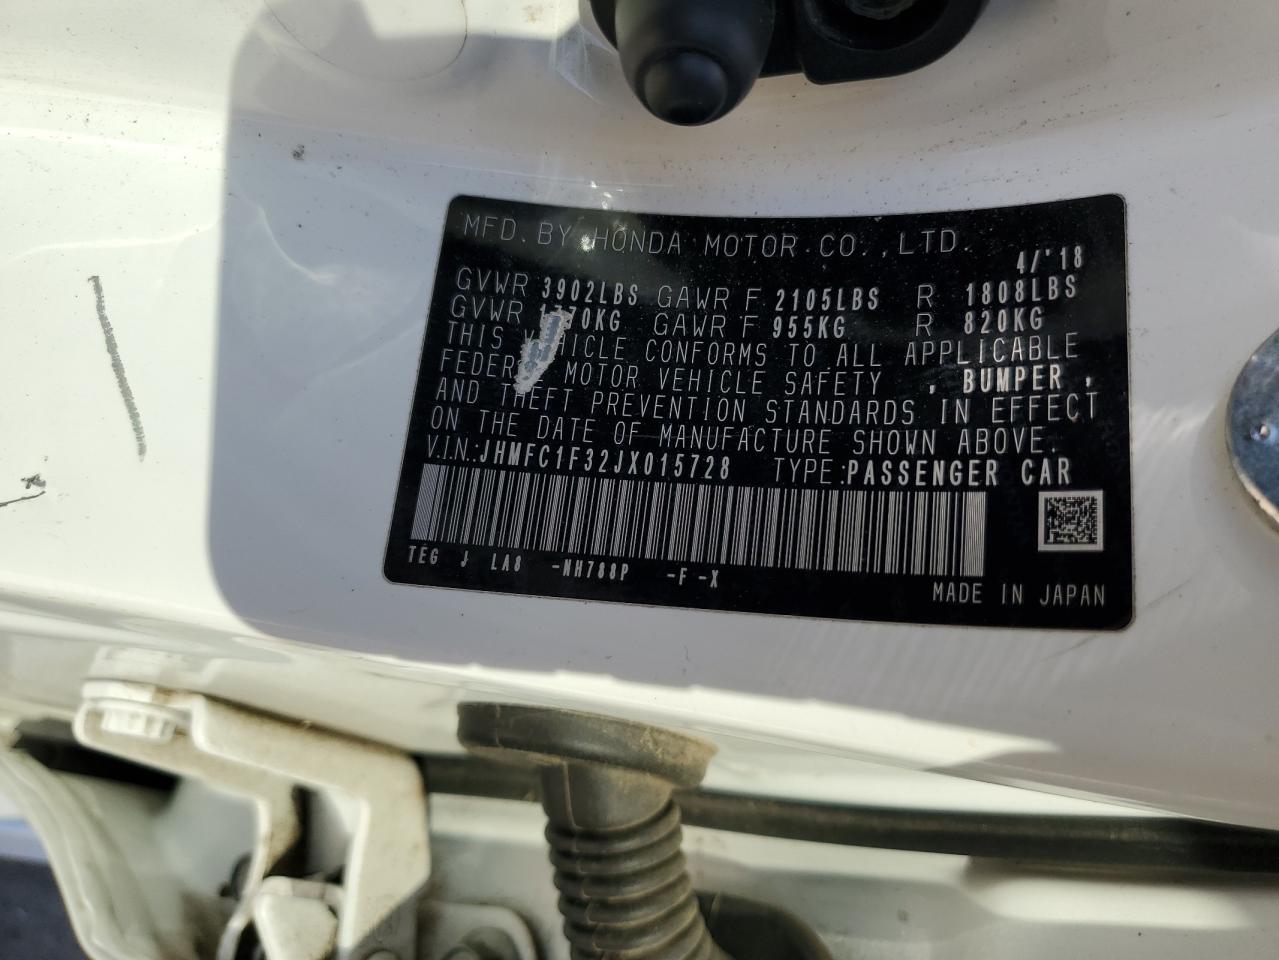 MFD. BY HONDA MOTOR CO.,LTD.
4/'18
GVWR 3902LBS GAWR F 2105LBS R 1808LBS
GVWR 1770KG GAWR F 955KG R 820KG
THIS VEHICLE CONFORMS TO ALL APPLICABLE
FEDERAL MOTOR VEHICLE SAFETY , BUMPER ,
AND THEFT PREVENTION STANDARDS IN EFFECT
ON THE DATE OF MANUFACTURE SHOWN ABOVE.
V.I.N.:JHMFC1F32JX015728 TYPE:PASSENGER CAR
TEG J LA8 -NH788P -F -X
MADE IN JAPAN